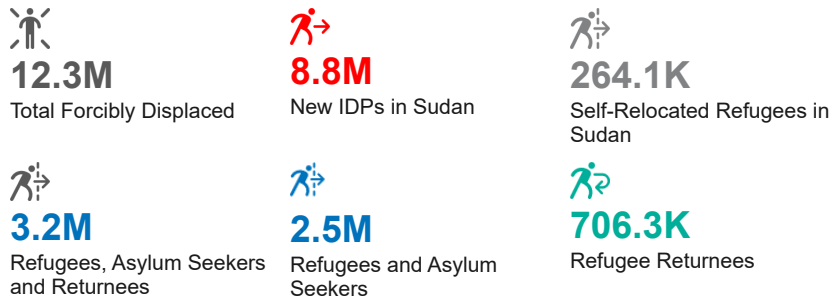 12.3M
Total Forcibly Displaced
8.8M
New IDPs in Sudan
264.1K
Self-Relocated Refugees in
Sudan
3.2M
Refugees, Asylum Seekers
and Returnees
2.5M
Refugees and Asylum
Seekers
706.3K
Refugee Returnees